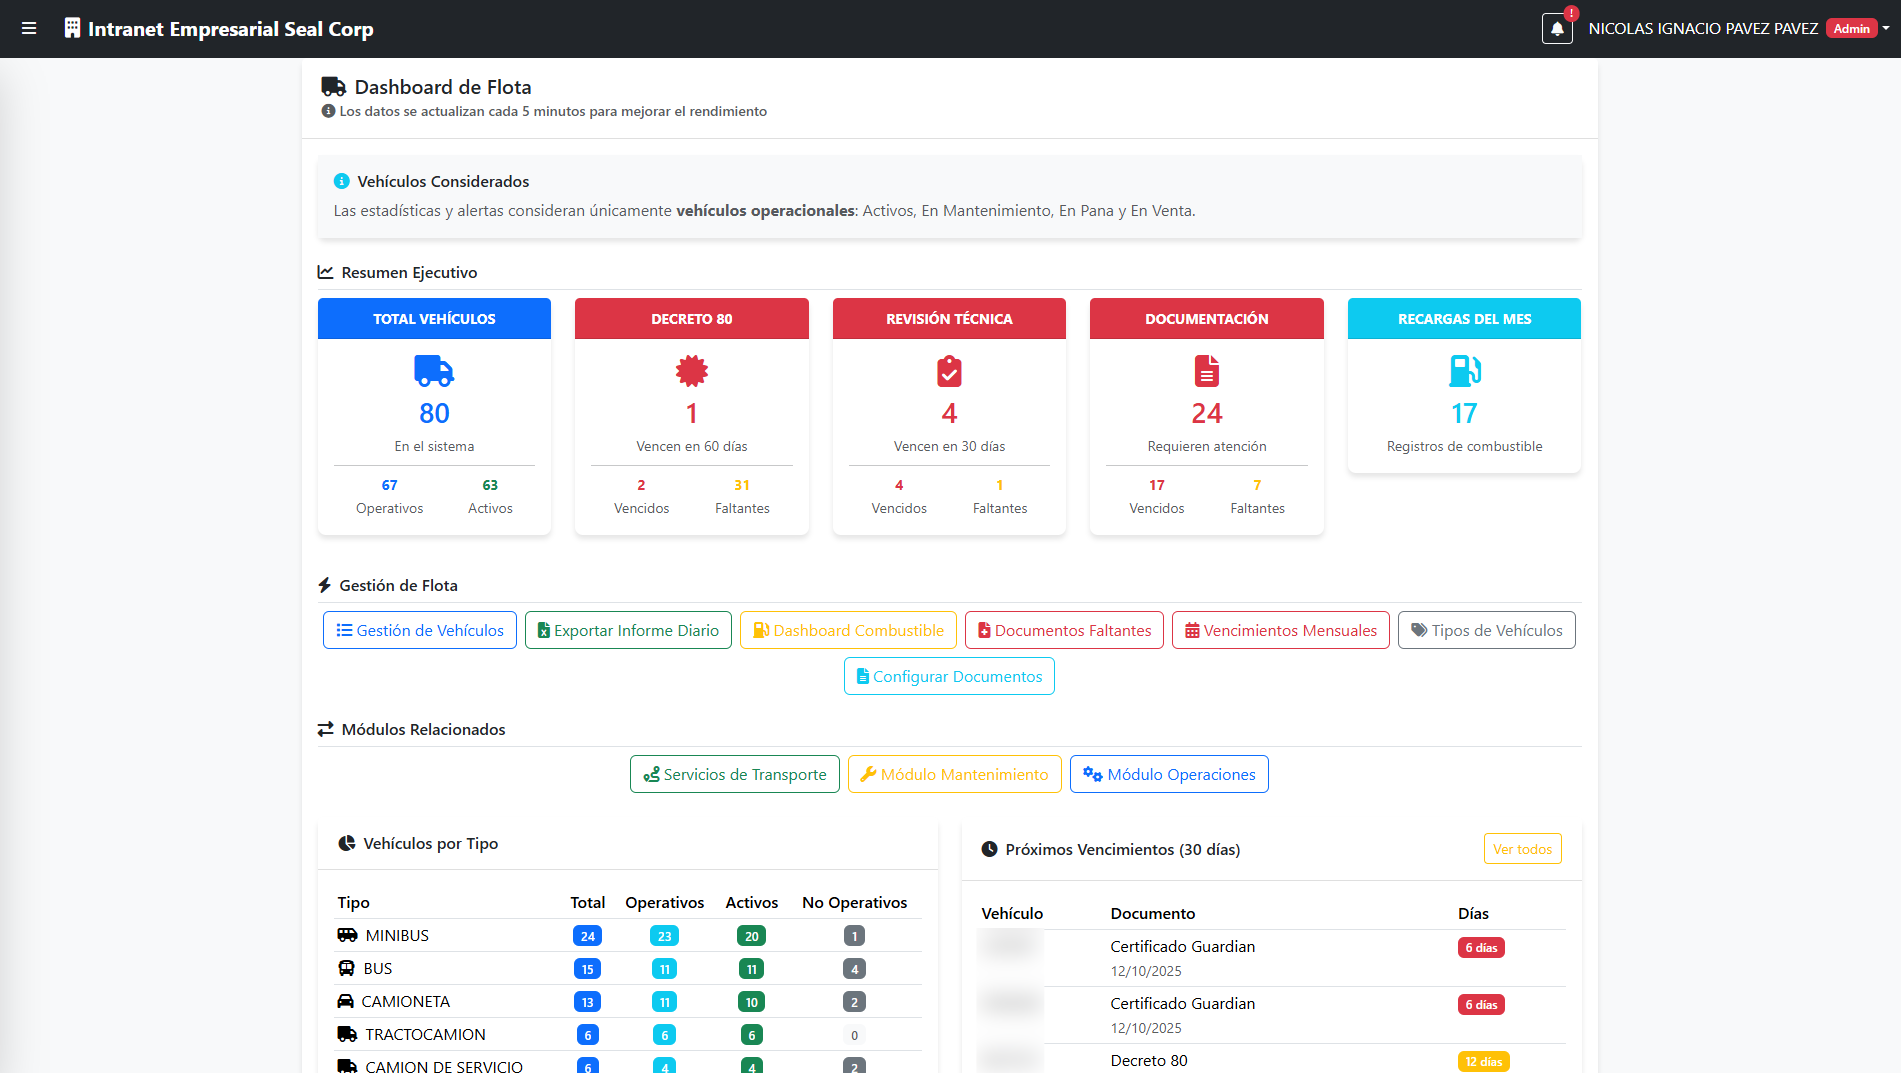 Intranet Empresarial Seal Corp
!
NICOLAS IGNACIO PAVEZ PAVEZ Admin
Dashboard de Flota
Los datos se actualizan cada 5 minutos para mejorar el rendimiento
Vehículos Considerados
Las estadísticas y alertas consideran únicamente vehículos operacionales: Activos, En Mantenimiento, En Pana y En Venta.
Resumen Ejecutivo
TOTAL VEHÍCULOS
80
En el sistema
67 63
Operativos Activos
DECRETO 80
1
Vencen en 60 días
2 31
Vencidos Faltantes
REVISIÓN TÉCNICA
4
Vencen en 30 días
4 1
Vencidos Faltantes
DOCUMENTACIÓN
24
Requieren atención
17 7
Vencidos Faltantes
RECARGAS DEL MES
17
Registros de combustible
Gestión de Flota
Gestión de Vehículos Exportar Informe Diario Dashboard Combustible Documentos Faltantes Vencimientos Mensuales Tipos de Vehículos
Configurar Documentos
Módulos Relacionados
Servicios de Transporte Módulo Mantenimiento Módulo Operaciones
Vehículos por Tipo
Tipo Total Operativos Activos No Operativos
MINIBUS 24 23 20 1
BUS 15 11 11 4
CAMIONETA 13 11 10 2
TRACTOCAMION 6 6 6 0
CAMION DE SERVICIO 6 4 4 2
Próximos Vencimientos (30 días)
Ver todos
Vehículo Documento Días
Certificado Guardian 6 días
12/10/2025
Certificado Guardian 6 días
12/10/2025
Decreto 80 12 días